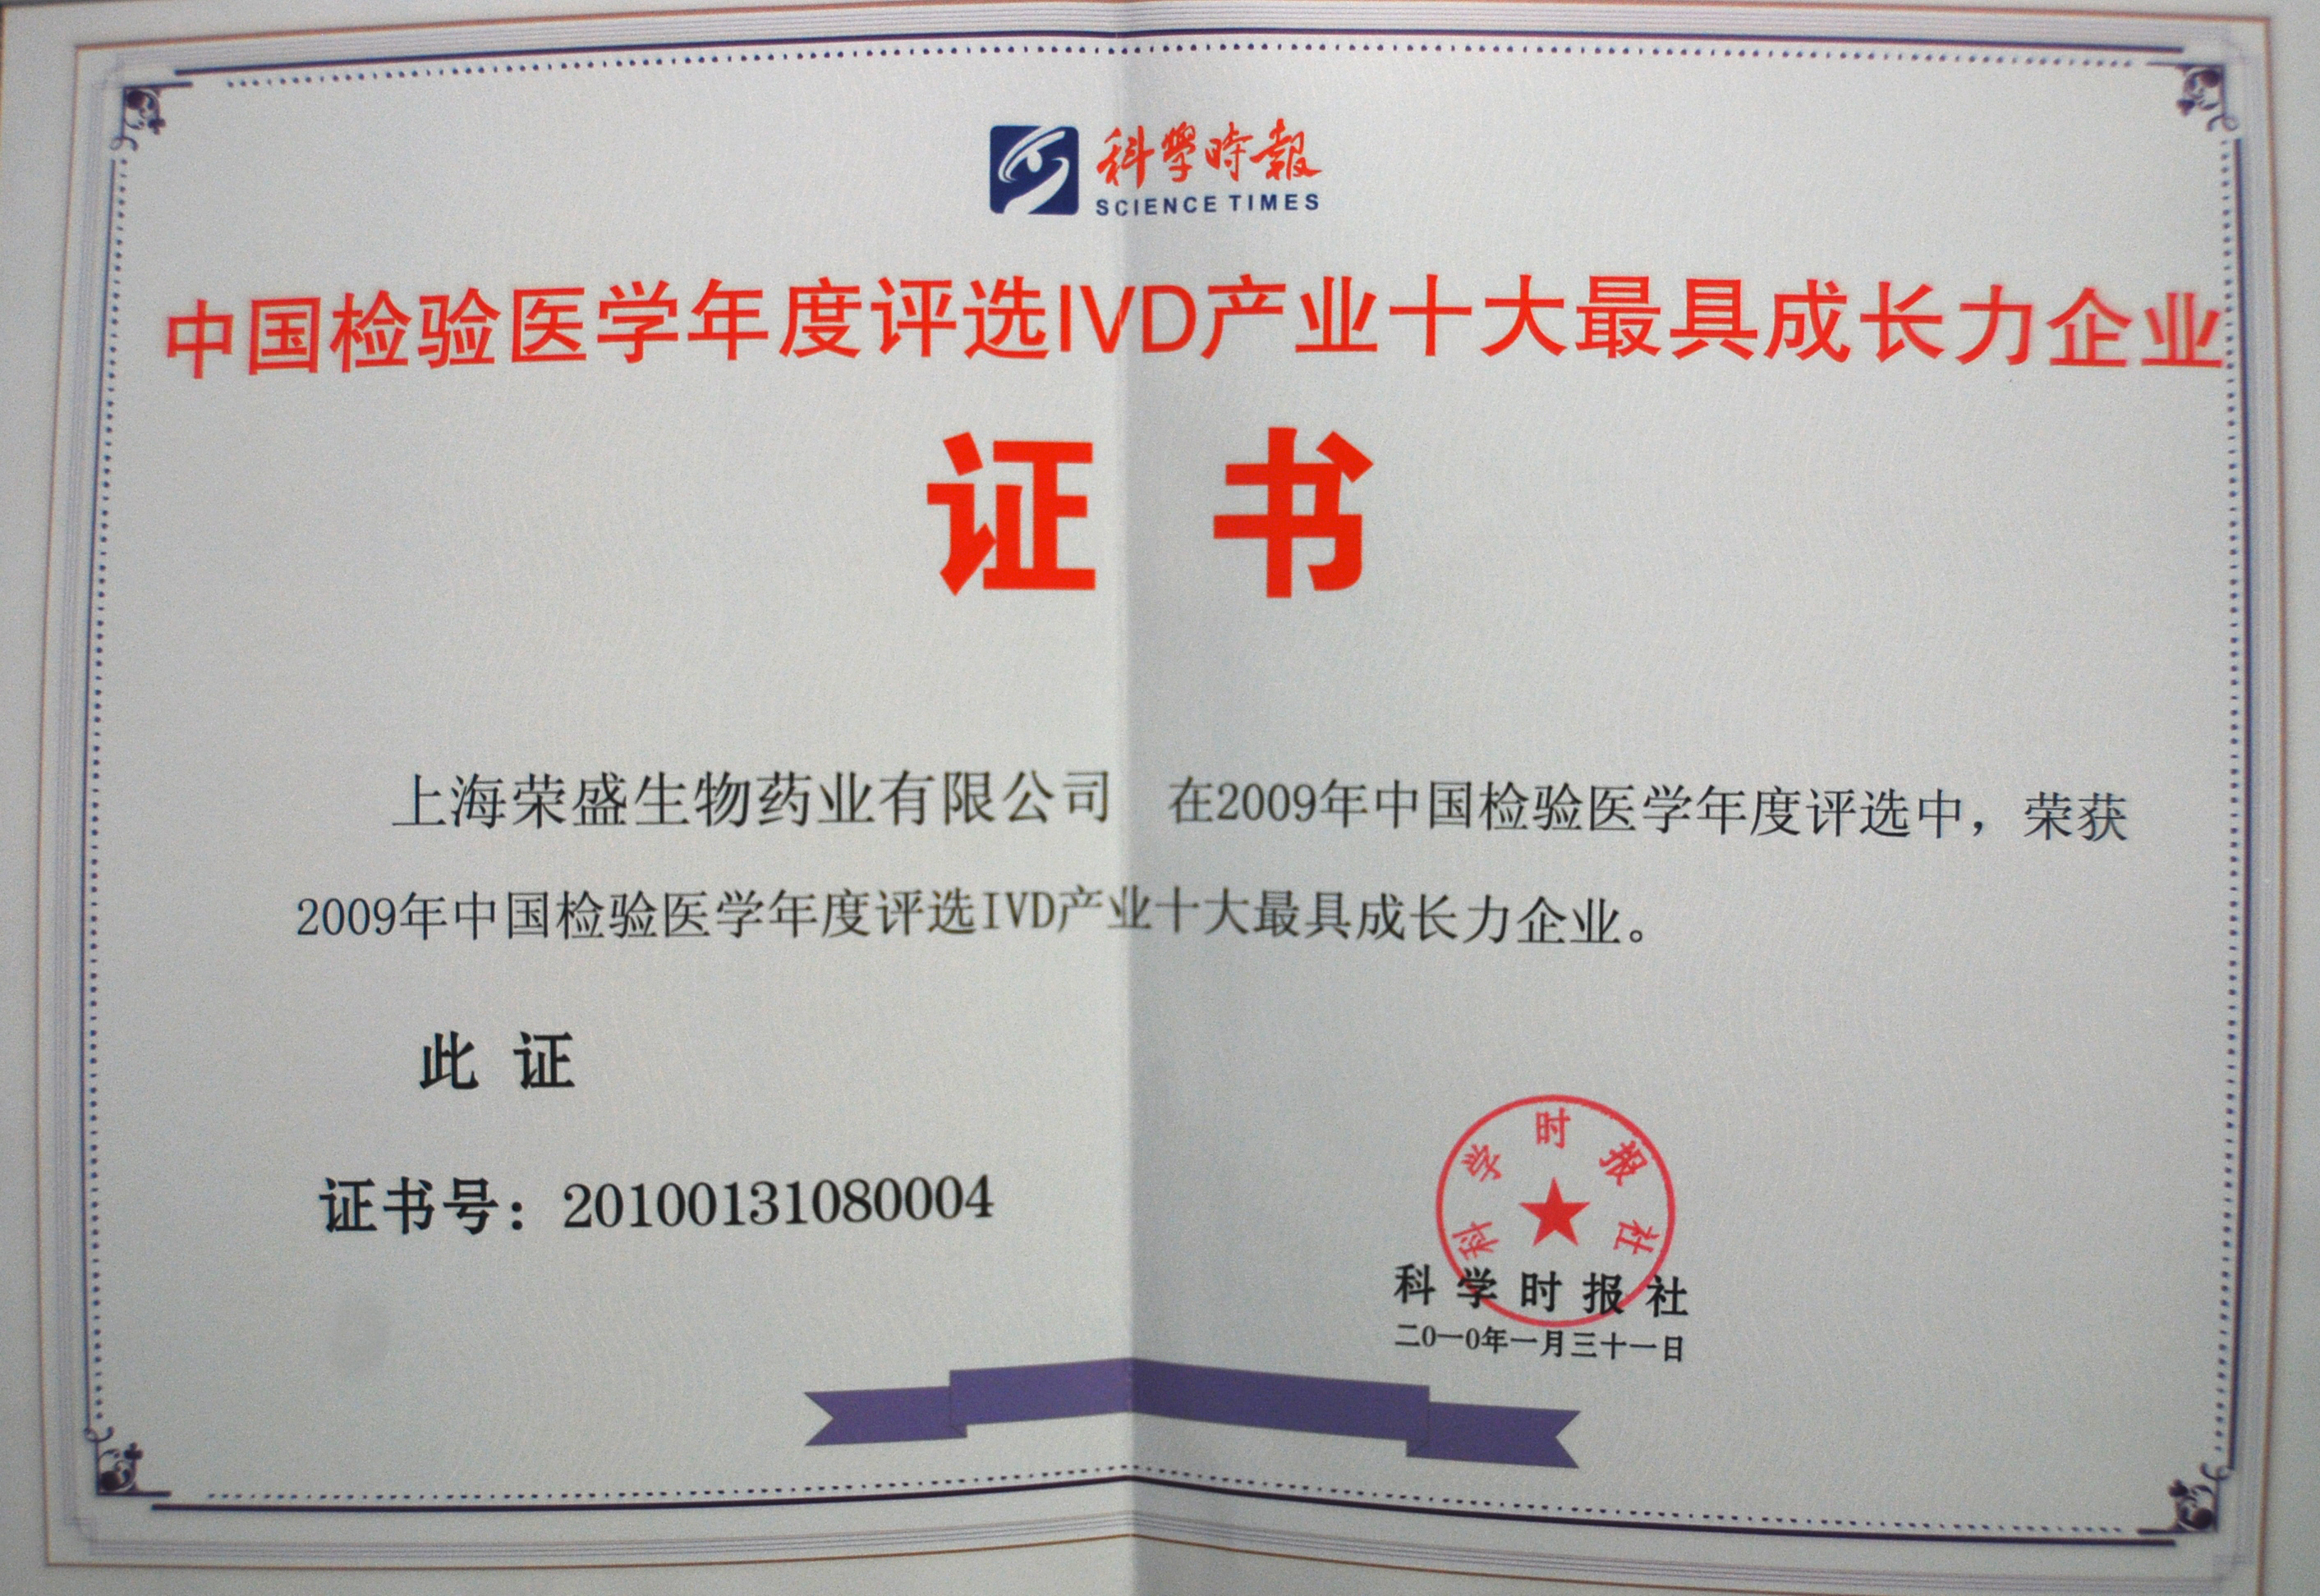 科學時報
SCIENCE TIMES
中国检验医学年度评选IVD产业十大最具成长力企业
证 书
上海荣盛生物药业有限公司 在2009年中国检验医学年度评选中，荣获
2009年中国检验医学年度评选IVD产业十大最具成长力企业。
此 证
证书号：20100131080004
科学时报社
科学时报社
二0一0年一月三十一日